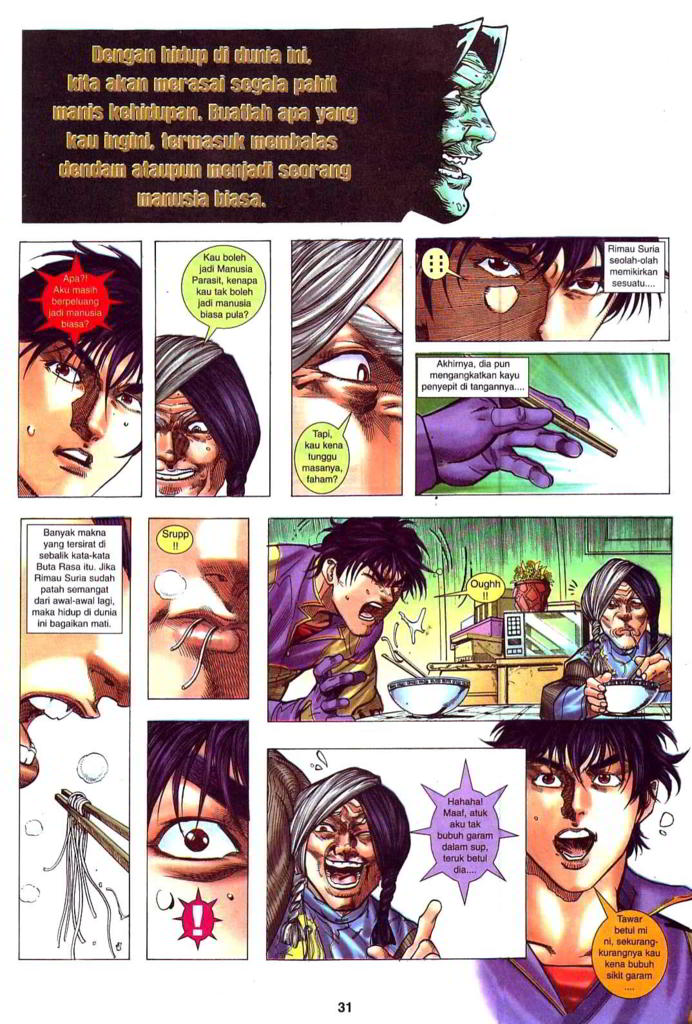 Dengan hidup di dunia ini,
kita akan merasai segala pahit
manis kehidupan. Buatlah apa yang
kau ingini, termasuk membalas
dendam ataupun menjadi seorang
manusia biasa.
Apa?!
Aku masih
berpeluang
jadi manusia
biasa?
Kau boleh
jadi Manusia
Parasit, kenapa
kau tak boleh
jadi manusia
biasa pula?
Tapi,
kau kena
tunggu
masanya,
faham?
Rimau Suria
seolah-olah
memikirkan
sesuatu....
Akhirnya, dia pun
mengangkatkan kayu
penyepit di tangannya....
Banyak makna
yang tersirat di
sebalik kata-kata
Buta Rasa itu. Jika
Rimau Suria sudah
patah semangat
dari awal-awal lagi,
maka hidup di dunia
ini bagaikan mati.
Srupp
!!
Oughh
!!
!
Hahaha!
Maaf, atuk
aku tak
bubuh garam
dalam sup,
teruk betul
dia....
Tawar
betul mi
ni, sekurang-
kurangnya kau
kena bubuh
sikit garam
....
31